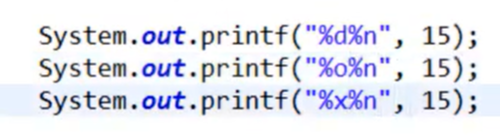 System.out.printf("%d%n", 15);
System.out.printf("%o%n", 15);
System.out.printf("%x%n", 15);